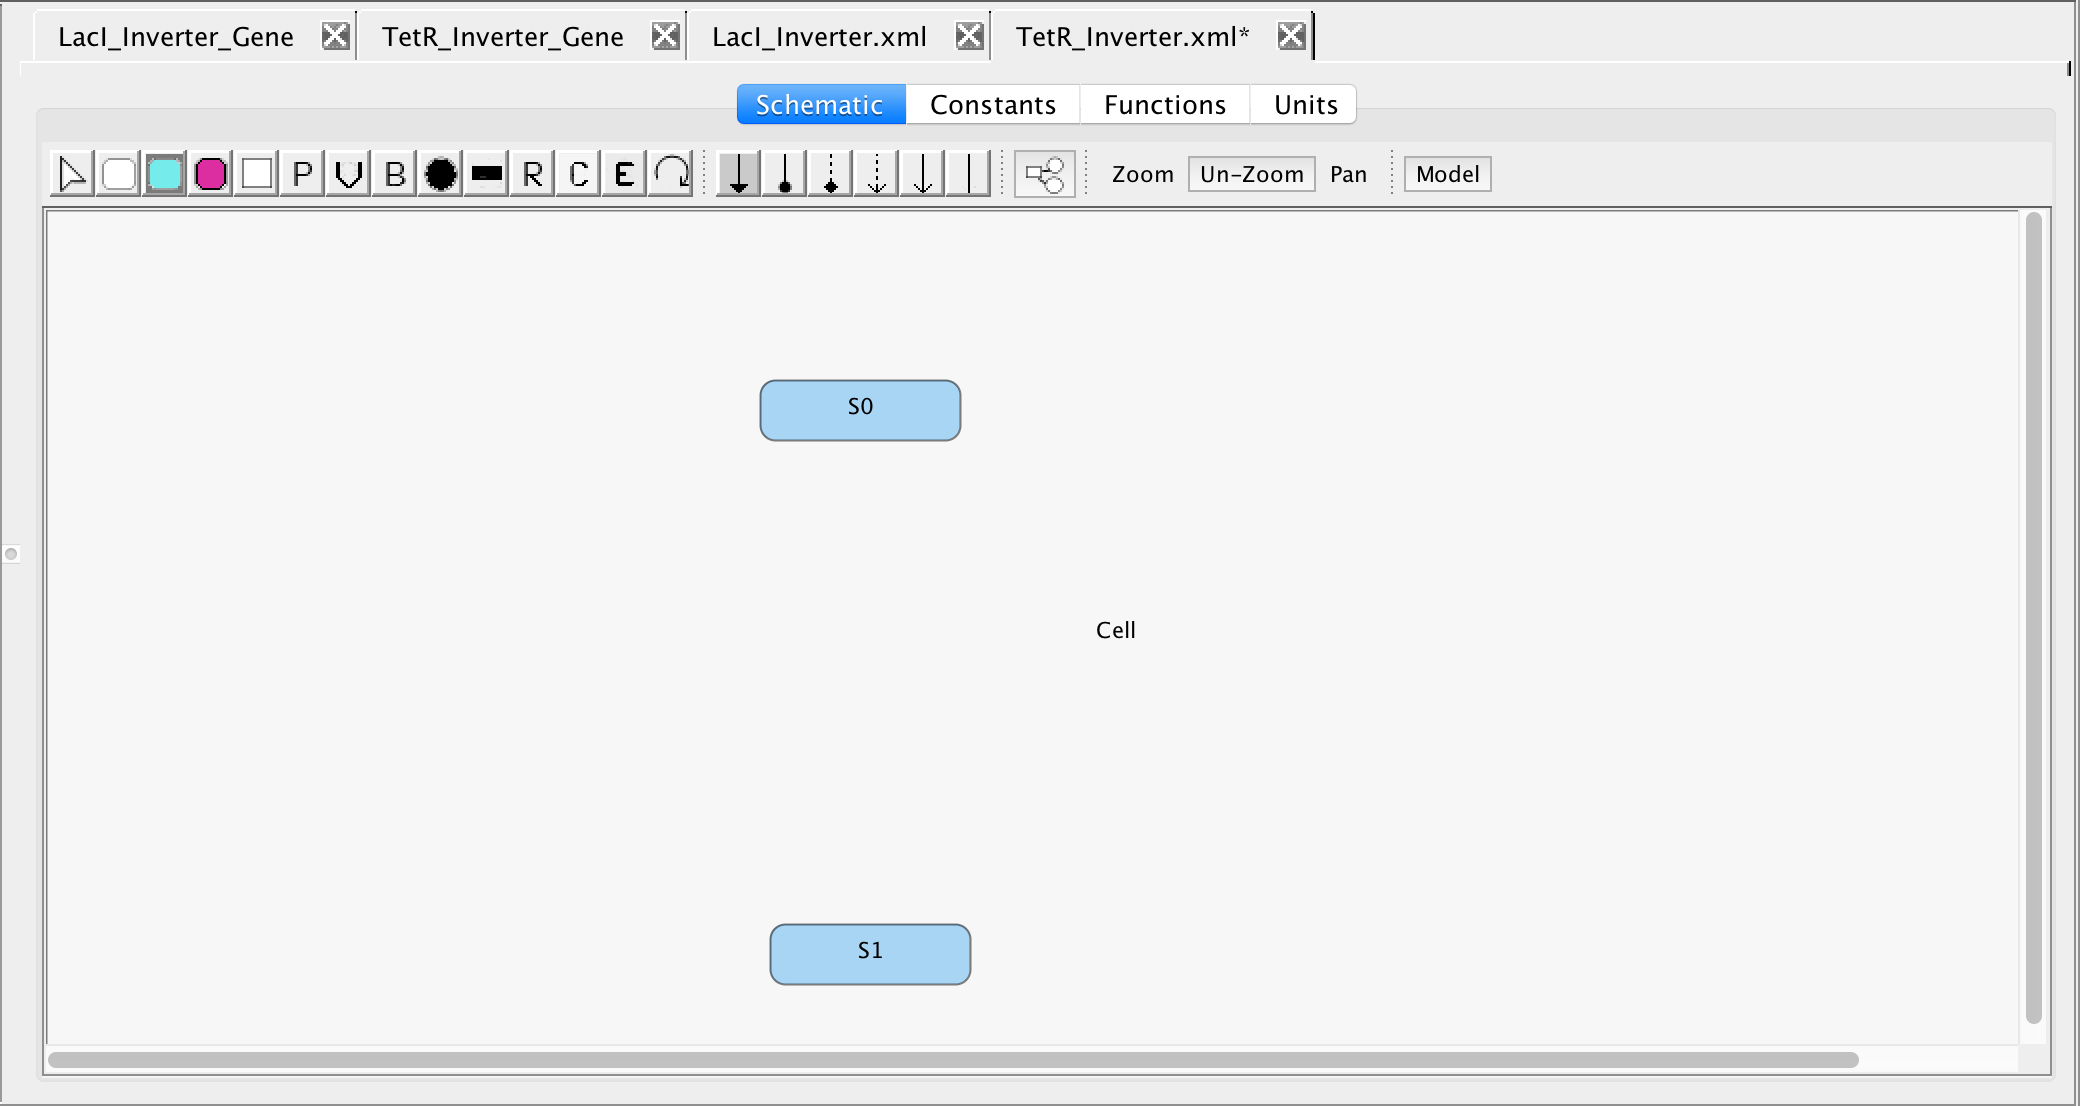 LacI_Inverter_Gene TetR_Inverter_Gene LacI_Inverter.xml TetR_Inverter.xml*
Schematic Constants Functions Units
P V B R C E Zoom Un-Zoom Pan Model
S0
Cell
S1